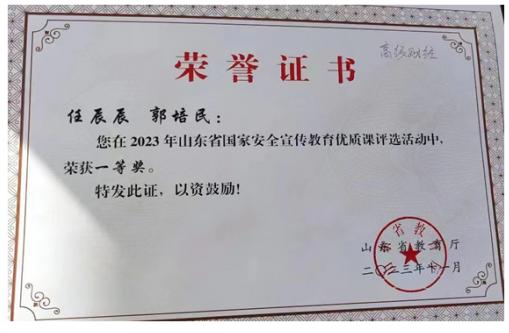 荣誉证书
任辰辰 郭培民：
您在2023年山东省国家安全宣传教育优质课评选活动中，
荣获一等奖。
特发此证，以资鼓励！
山东省教育厅
二〇二三年十一月